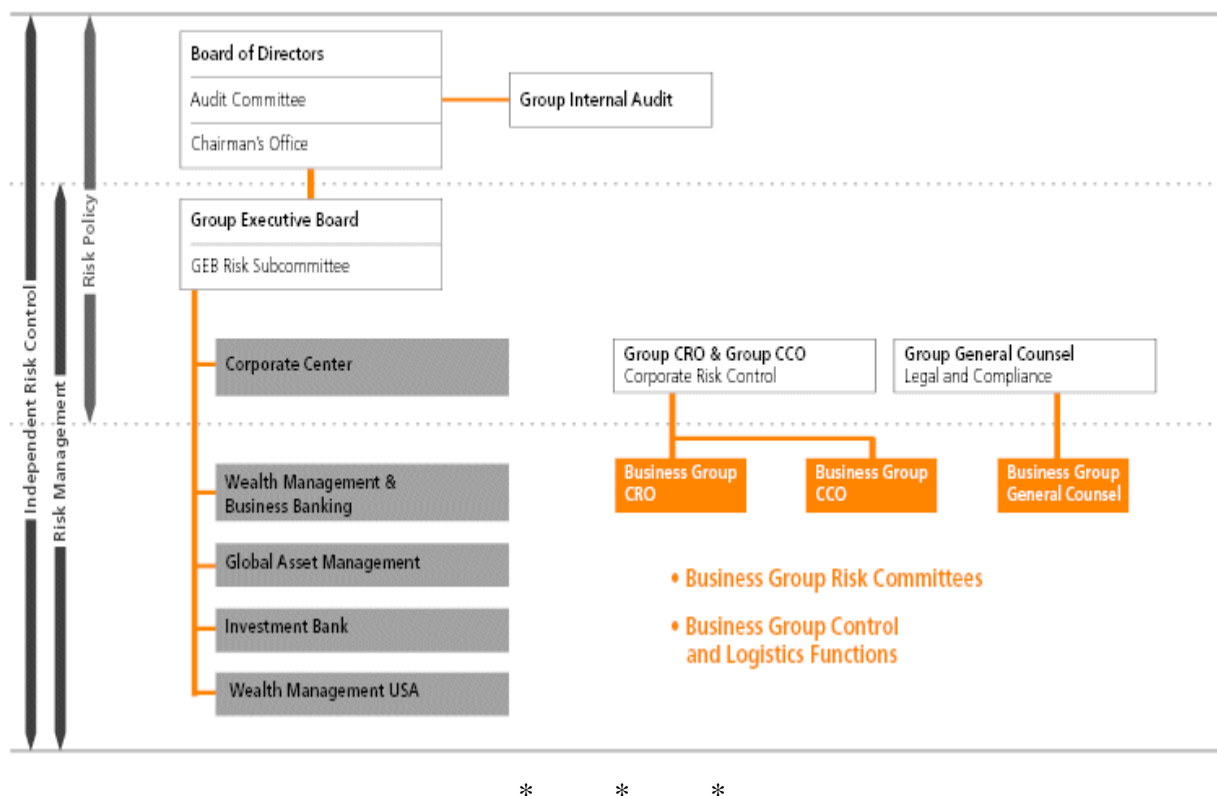 Independent Risk Control
Risk Management
Risk Policy
Board of Directors
Audit Committee
Chairman's Office
Group Internal Audit
Group Executive Board
GEB Risk Subcommittee
Corporate Center
Group CRO & Group CCO
Corporate Risk Control
Group General Counsel
Legal and Compliance
Wealth Management &
Business Banking
Business Group
CRO
Business Group
CCO
Business Group
General Counsel
Global Asset Management
Investment Bank
Wealth Management USA
• Business Group Risk Committees
• Business Group Control
and Logistics Functions
* * *